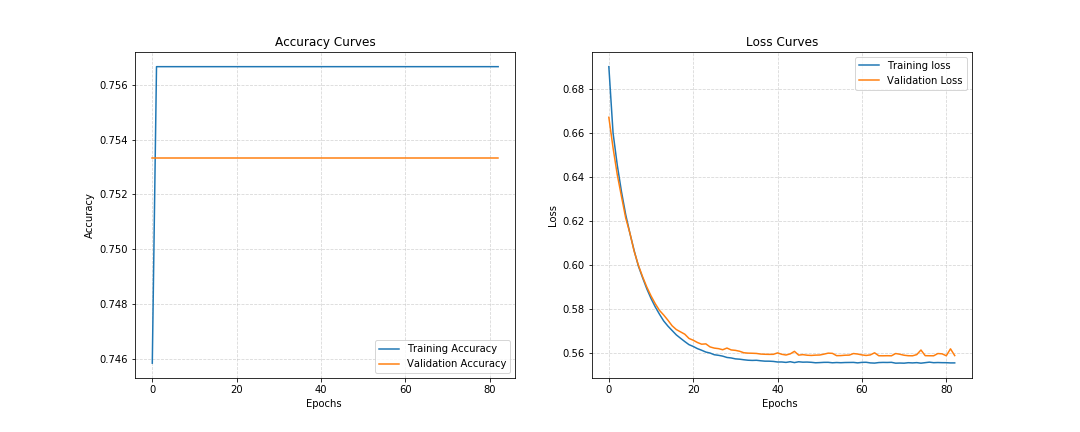 Accuracy Curves
0.756
0.754
0.752
0.750
0.748
0.746
Accuracy
0 20 40 60 80
Epochs
Training Accuracy
Validation Accuracy
Loss Curves
0.68
0.66
0.64
0.62
0.60
0.58
0.56
Loss
0 20 40 60 80
Epochs
Training loss
Validation Loss